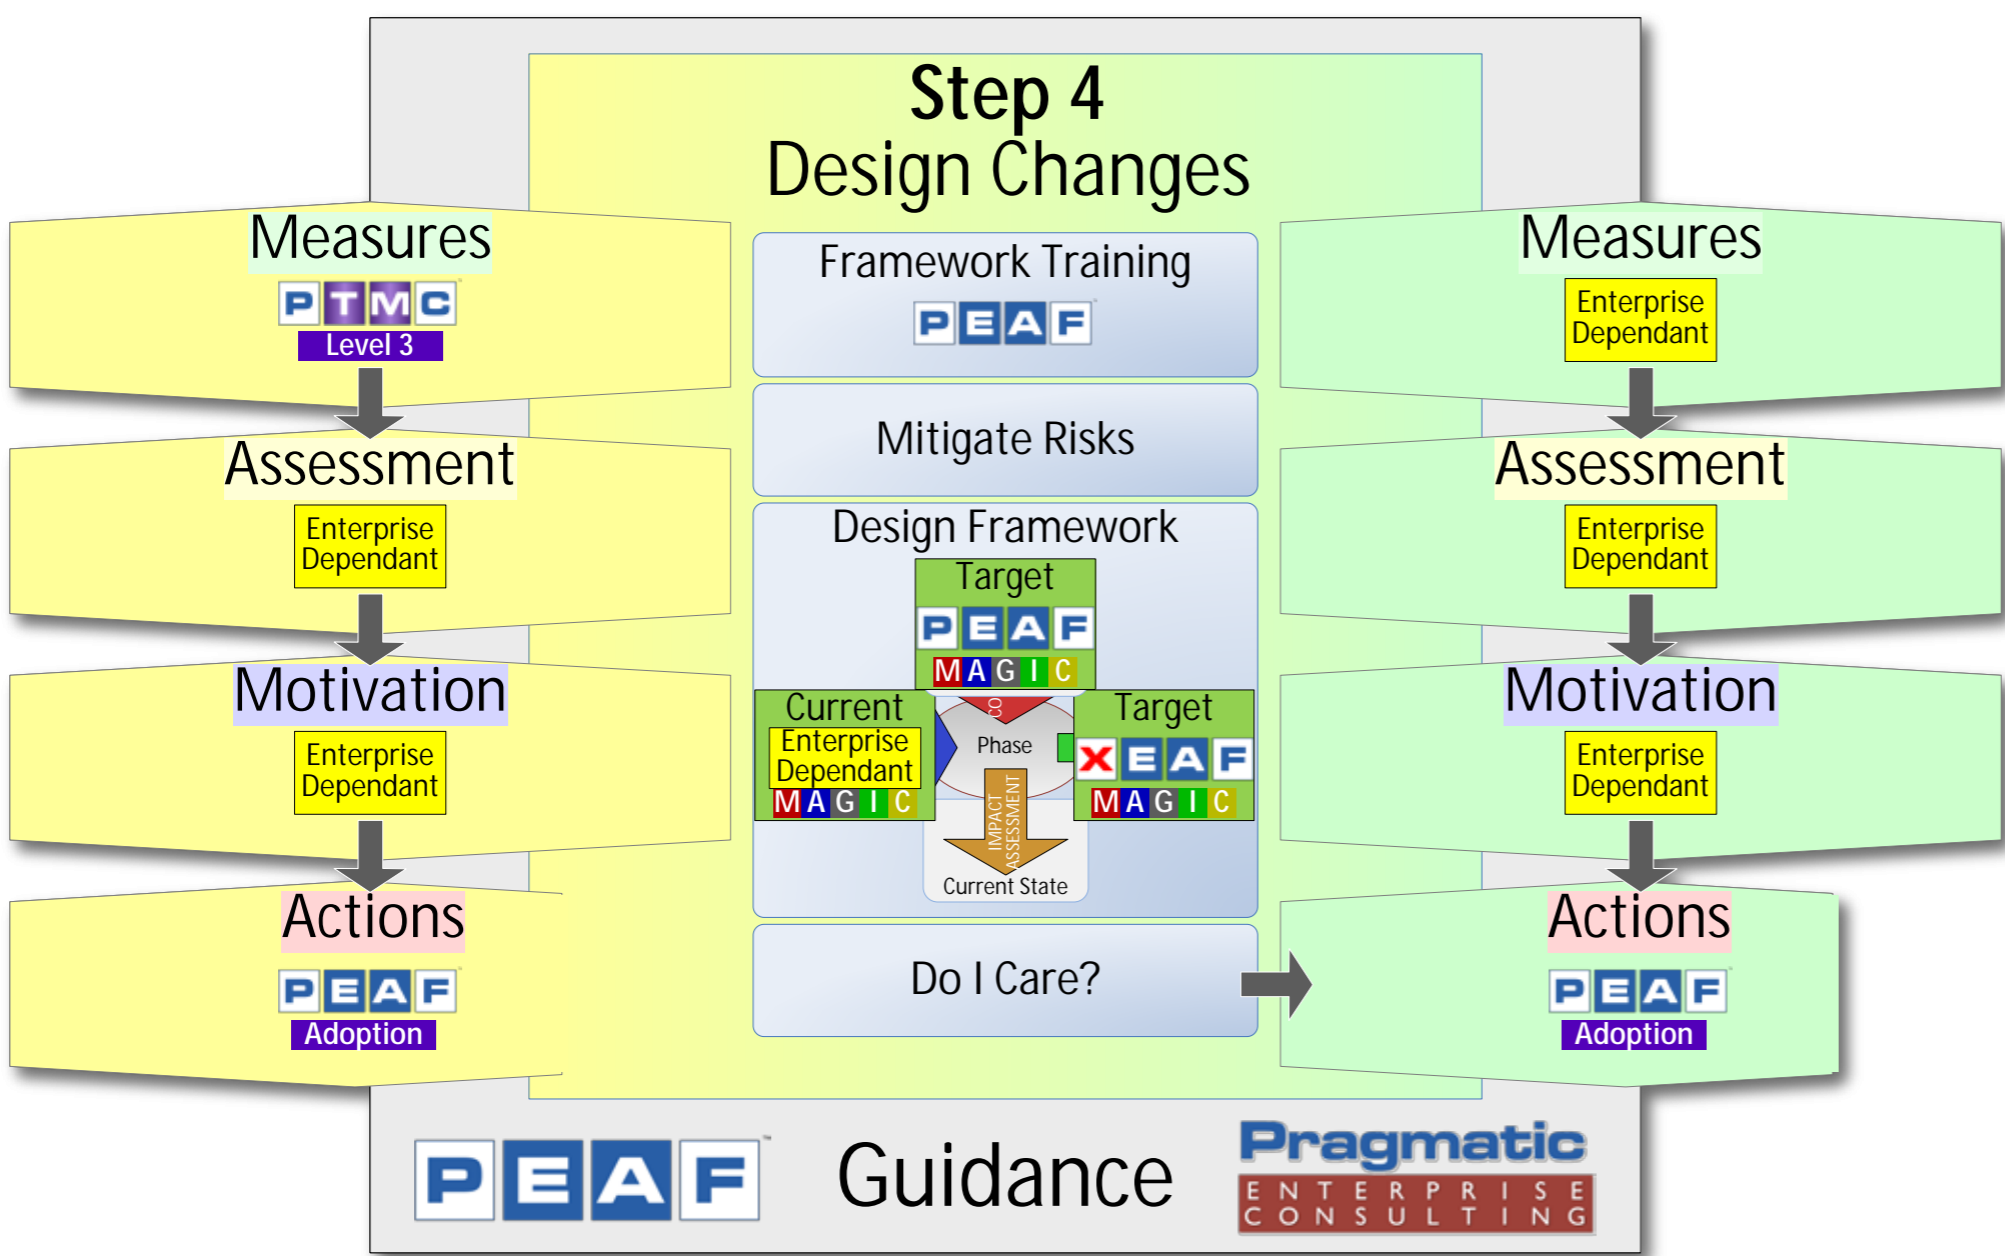 Step 4
Design Changes
Measures
PTMC
Level 3
Assessment
Enterprise
Dependant
Motivation
Enterprise
Dependant
Actions
PEAF
Adoption
Framework Training
PEAF
Mitigate Risks
Design Framework
Target
PEAF
MAGIC
Current
Enterprise
Dependant
MAGIC
CO
Phase
Target
XEAF
MAGIC
IMPACT
ASSESSMENT
Current State
Do I Care?
Measures
Enterprise
Dependant
Assessment
Enterprise
Dependant
Motivation
Enterprise
Dependant
Actions
PEAF
Adoption
PEAF™
Guidance
Pragmatic
ENTERPRISE
CONSULTING